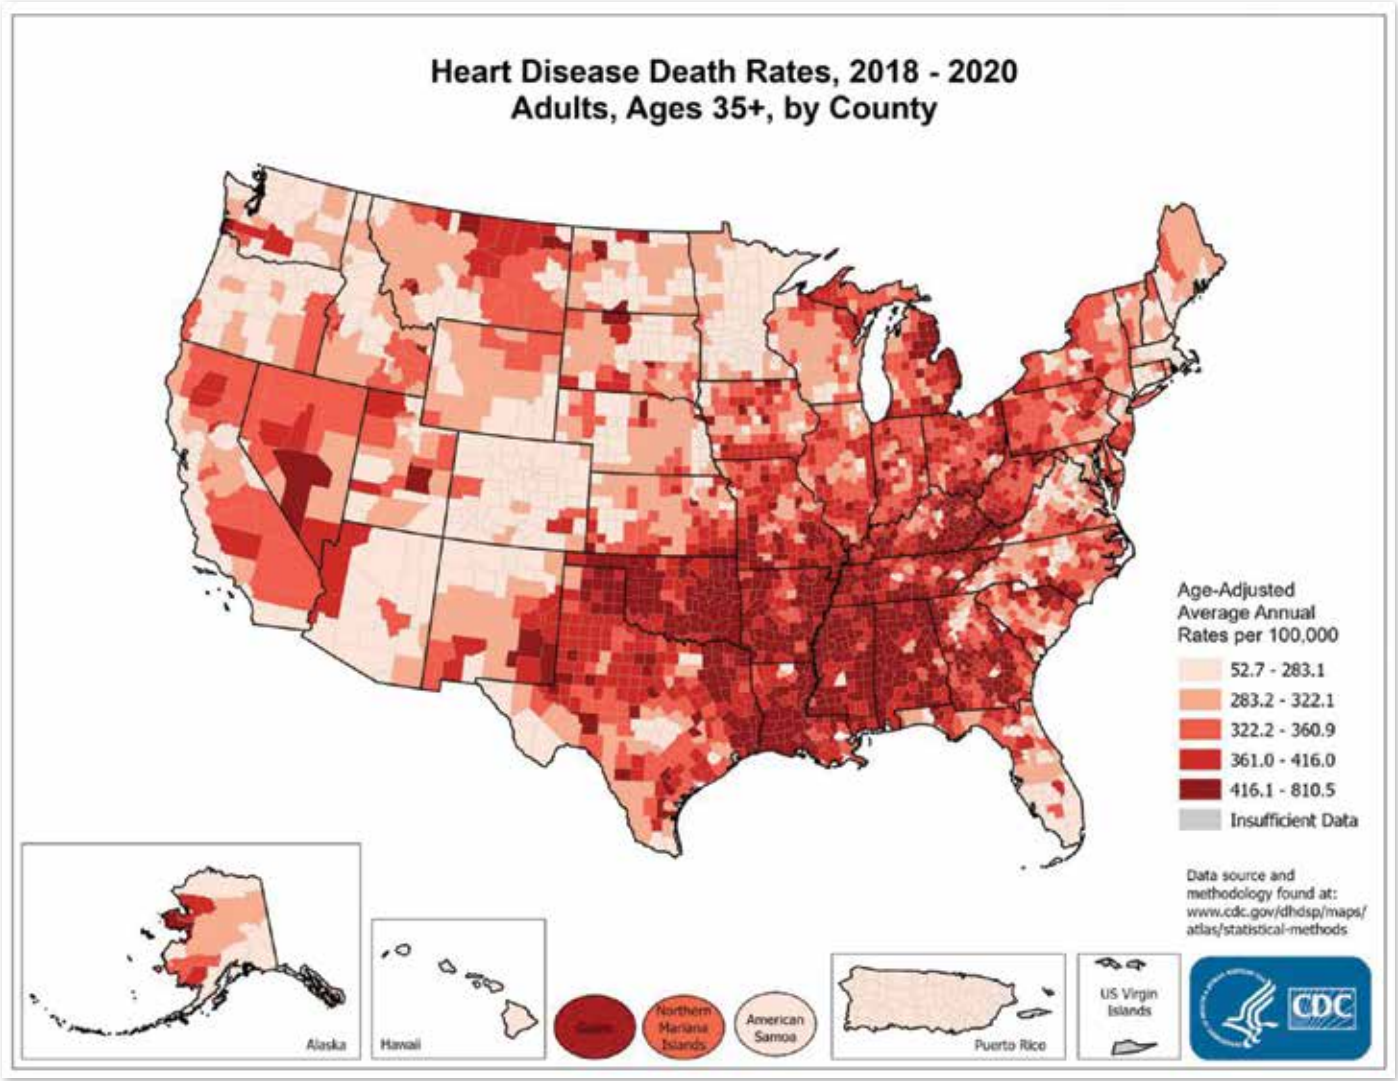 Heart Disease Death Rates, 2018 - 2020
Adults, Ages 35+, by County
Age-Adjusted
Average Annual
Rates per 100,000
52.7 - 283.1
283.2 - 322.1
322.2 - 360.9
361.0 - 416.0
416.1 - 810.5
Insufficient Data
Data source and
methodology found at:
www.cdc.gov/dhdsp/maps/
atlas/statistical-methods
Alaska
Hawaii
Guam
Northern
Mariana
Islands
American
Samoa
Puerto Rico
US Virgin
Islands
CDC